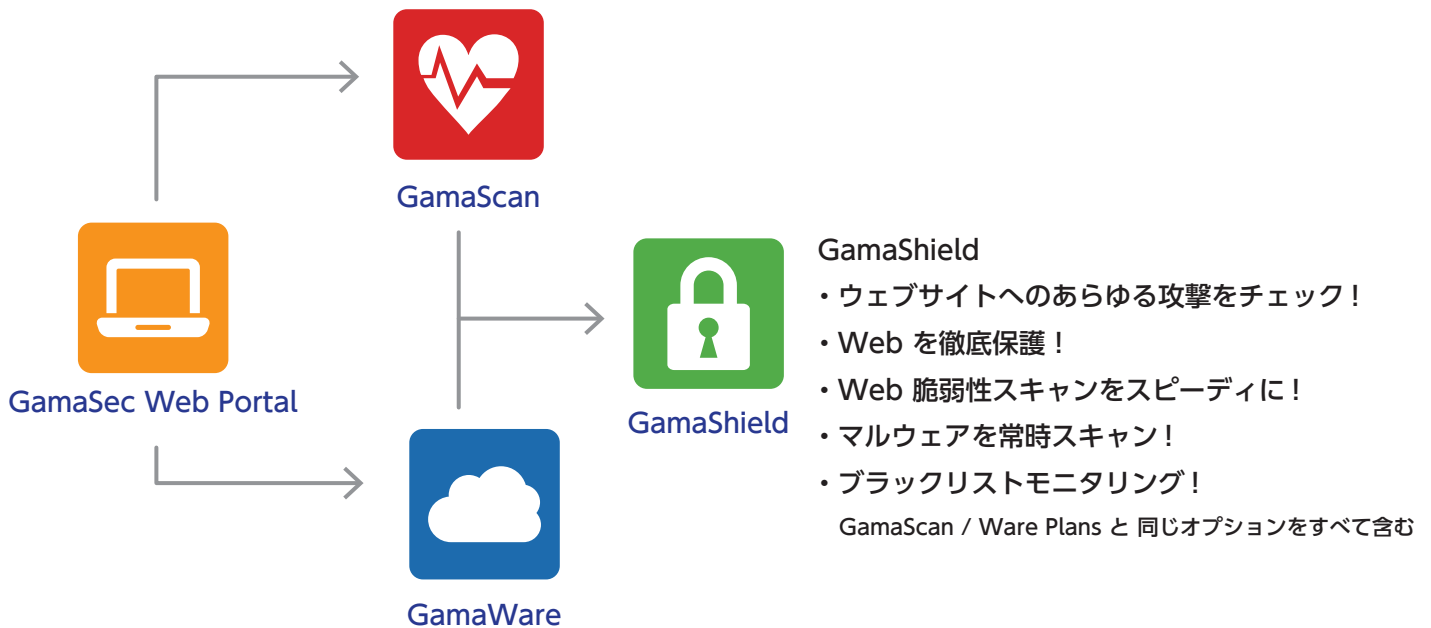 GamaScan
GamaSec Web Portal
GamaWare
GamaShield
GamaShield
・ウェブサイトへのあらゆる攻撃をチェック！
・Web を徹底保護！
・Web 脆弱性スキャンをスピーディに！
・マルウェアを常時スキャン！
・ブラックリストモニタリング！
GamaScan / Ware Plans と 同じオプションをすべて含む